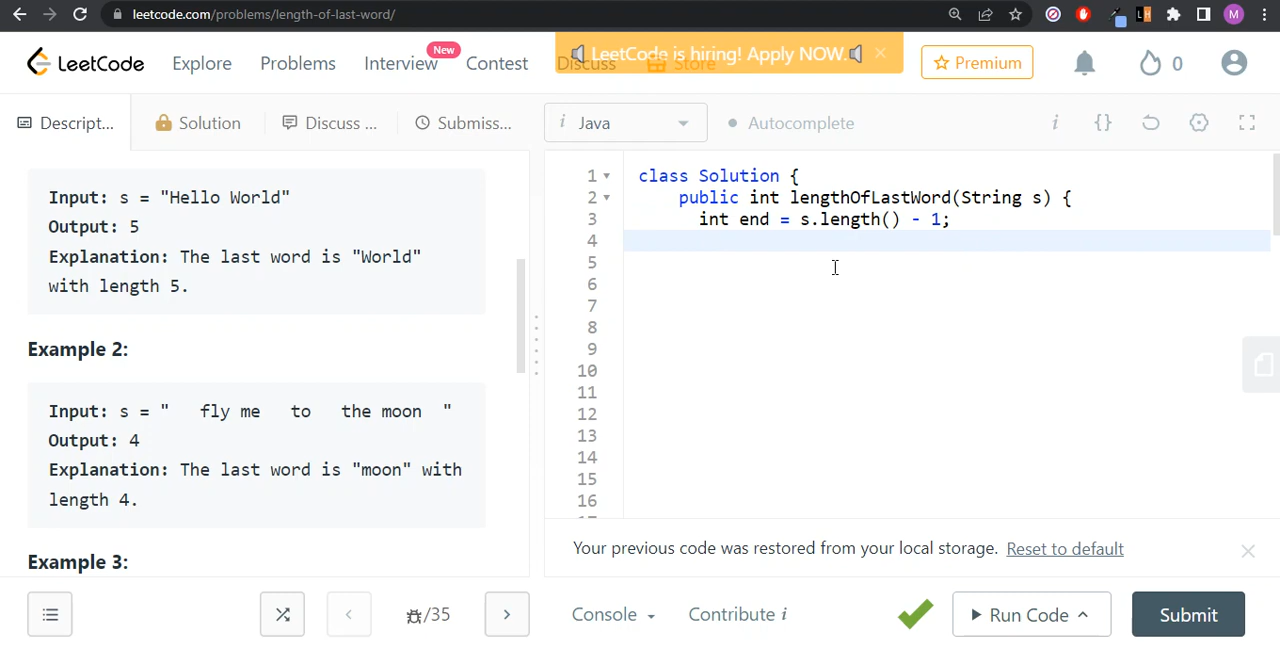 leetcode.com/problems/length-of-last-word/
LH
M
LeetCode
Explore
Problems
Interview
New
Contest
Discuss
Store
LeetCode is hiring! Apply NOW.
×
Premium
0
Descript...
Solution
Discuss ...
Submiss...
i Java
Autocomplete
i
{}
Input: s = "Hello World"
Output: 5
Explanation: The last word is "World"
with length 5.
Example 2:
Input: s = "   fly me   to   the moon  "
Output: 4
Explanation: The last word is "moon" with
length 4.
Example 3:
1 class Solution {
2 public int lengthOfLastWord(String s) {
3 int end = s.length() - 1;
4
5
6
7
8
9
10
11
12
13
14
15
16
17
Your previous code was restored from your local storage. Reset to default
/35
Console
Contribute i
Run Code
Submit